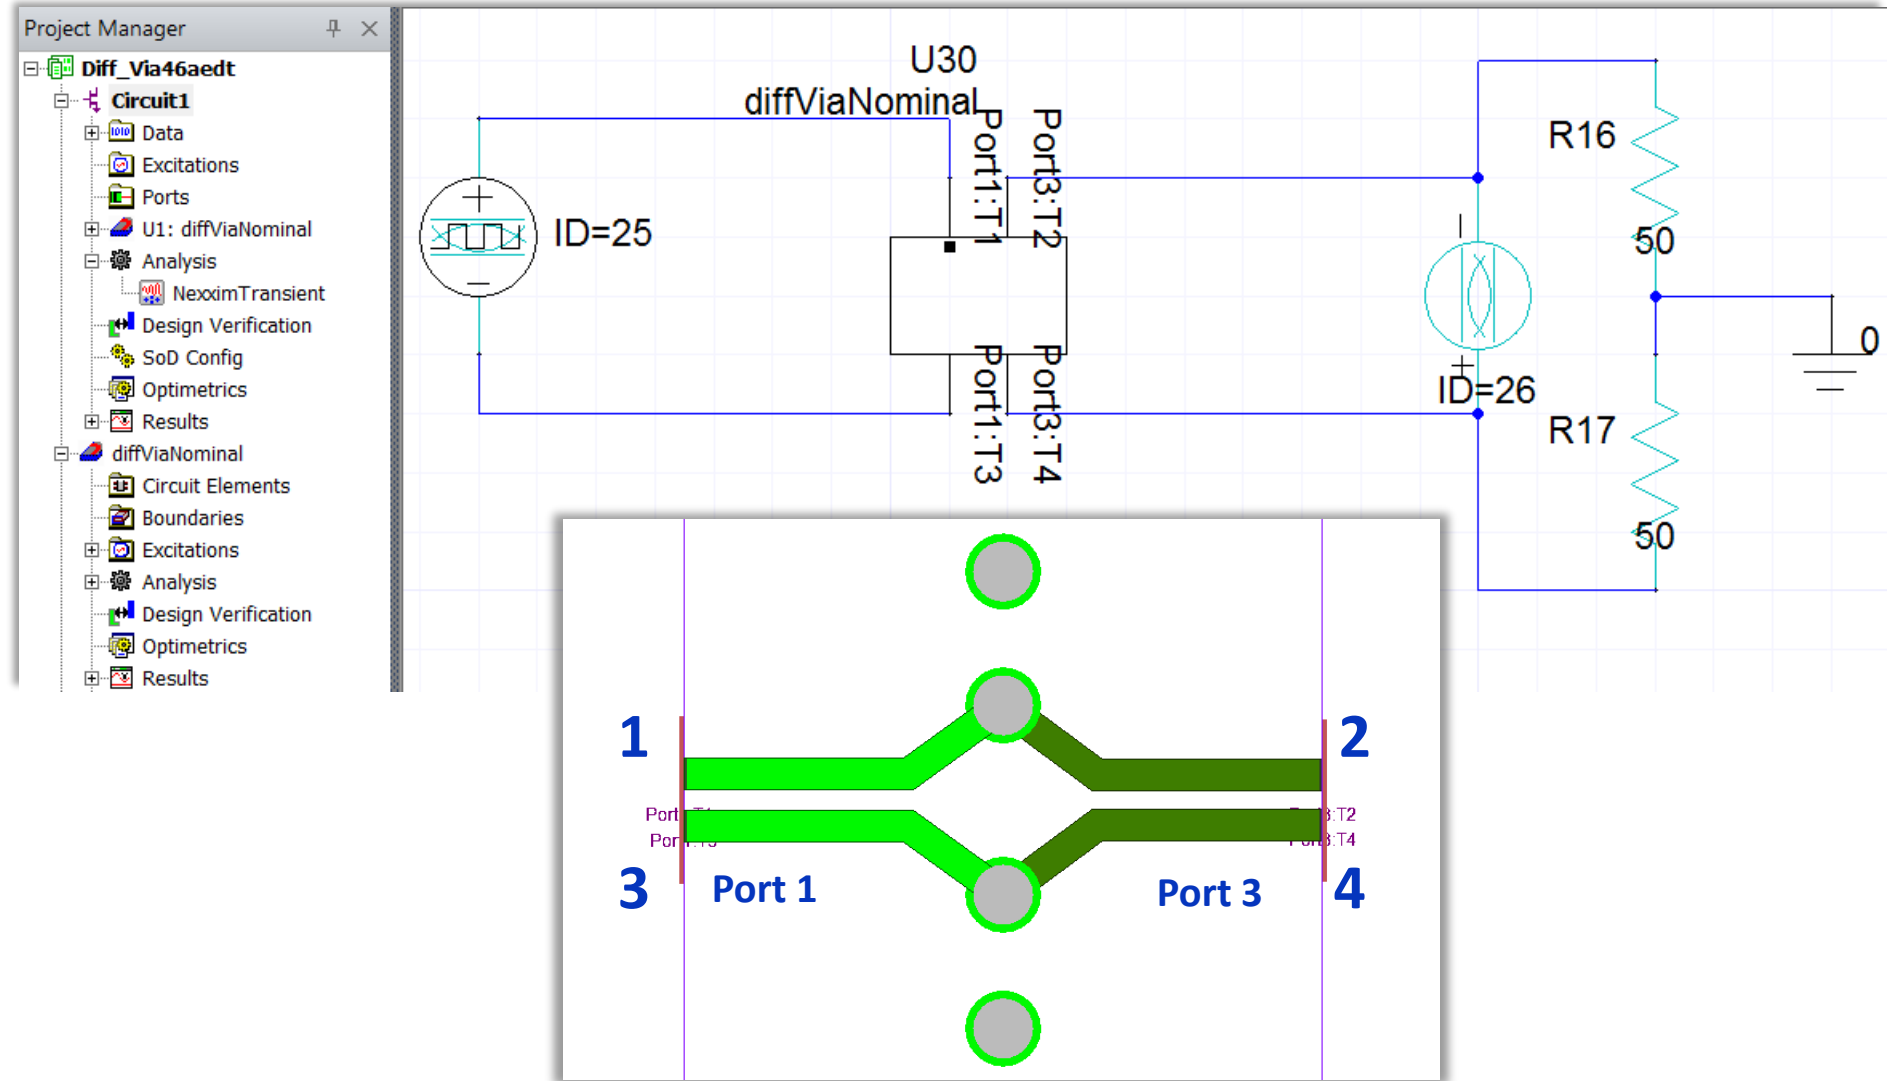 Project Manager
Diff_Via46aedt
Circuit1
Data
Excitations
Ports
U1: diffViaNominal
Analysis
NexximTransient
Design Verification
SoD Config
Optimetrics
Results
diffViaNominal
Circuit Elements
Boundaries
Excitations
Analysis
Design Verification
Optimetrics
Results
U30
diffViaNominal
Port1:T1
Port3:T2
Port1:T3
Port3:T4
ID=25
ID=26
R16
50
0
R17
50
1
2
3
4
Port 1
Port 3